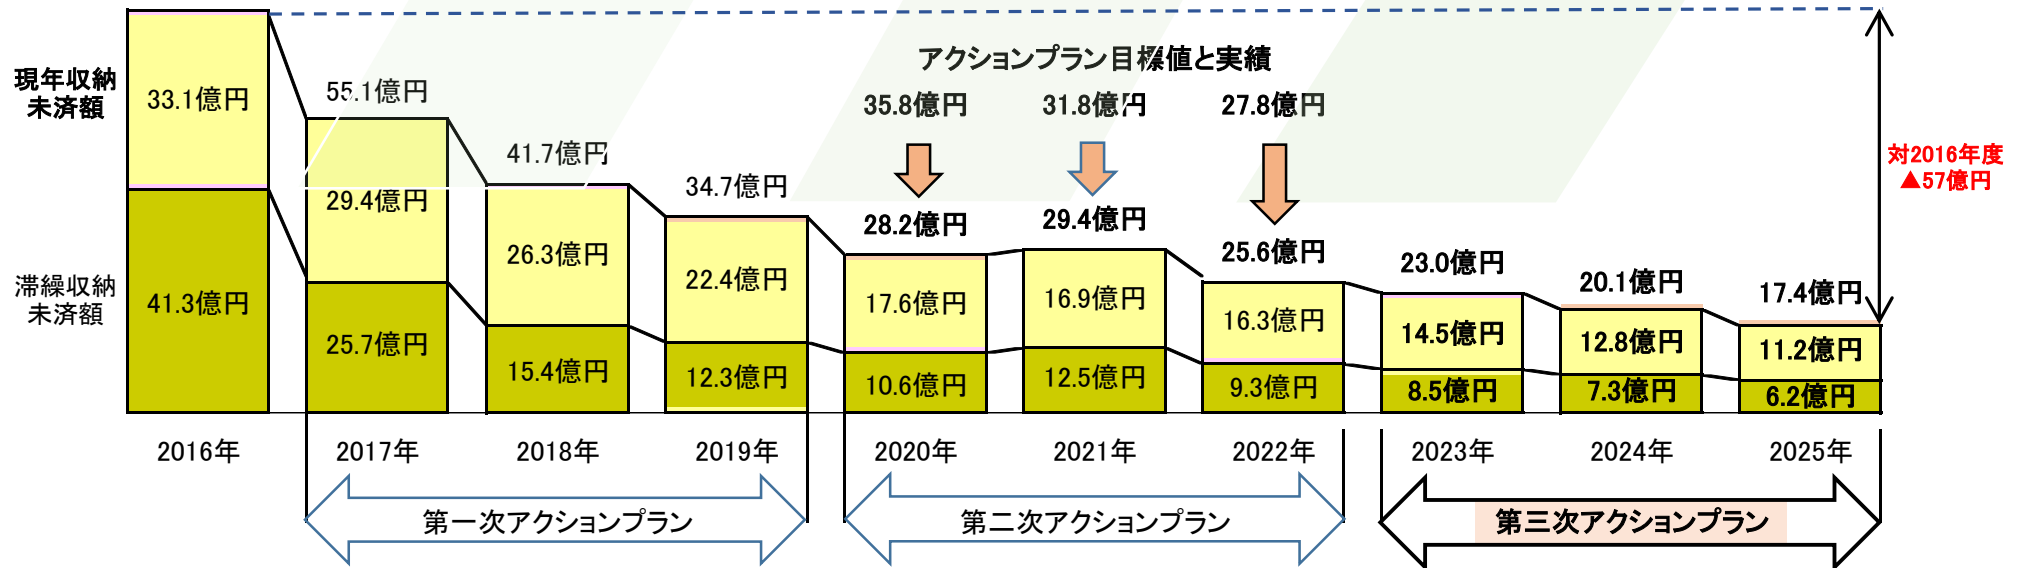 アクションプラン目標値と実績
35.8億円 31.8億円 27.8億円
現年収納
未済額
滞繰収納
未済額
33.1億円
41.3億円
55.1億円
29.4億円
25.7億円
41.7億円
26.3億円
15.4億円
34.7億円
22.4億円
12.3億円
28.2億円
17.6億円
10.6億円
29.4億円
16.9億円
12.5億円
25.6億円
16.3億円
9.3億円
23.0億円
14.5億円
8.5億円
20.1億円
12.8億円
7.3億円
17.4億円
11.2億円
6.2億円
対2016年度
▲57億円
2016年 2017年 2018年 2019年 2020年 2021年 2022年 2023年 2024年 2025年
第一次アクションプラン 第二次アクションプラン 第三次アクションプラン